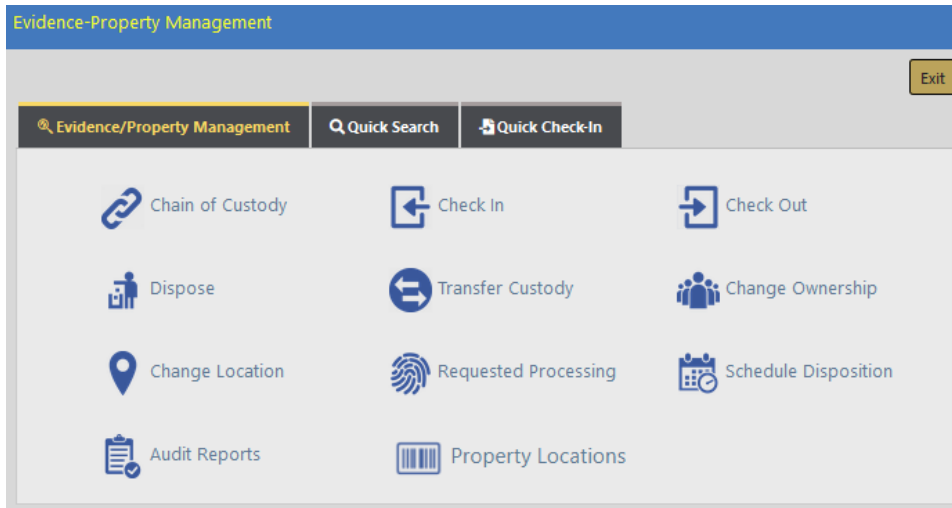 Evidence-Property Management
Exit
Evidence/Property Management
Quick Search
Quick Check-In
Chain of Custody
Check In
Check Out
Dispose
Transfer Custody
Change Ownership
Change Location
Requested Processing
Schedule Disposition
Audit Reports
Property Locations